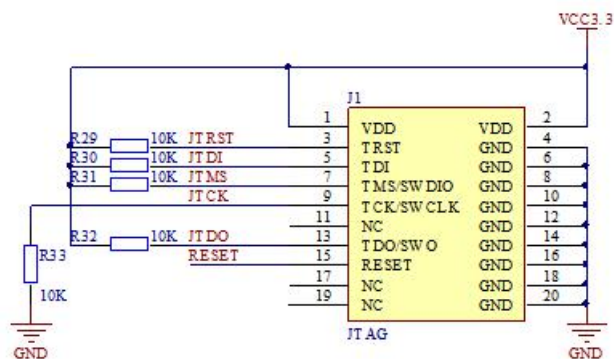 VCC3.3
J1
1 VDD VDD 2
R29 10K JTRST 3 TRST GND 4
R30 10K JTDI 5 TDI GND 6
R31 10K JTMS 7 TMS/SWDIO GND 8
JTCK 9 TCK/SWCLK GND 10
11 NC GND 12
R32 10K JTDO 13 TDO/SWO GND 14
R33 RESET 15 RESET GND 16
17 NC GND 18
10K 19 NC GND 20
JTAG
GND GND